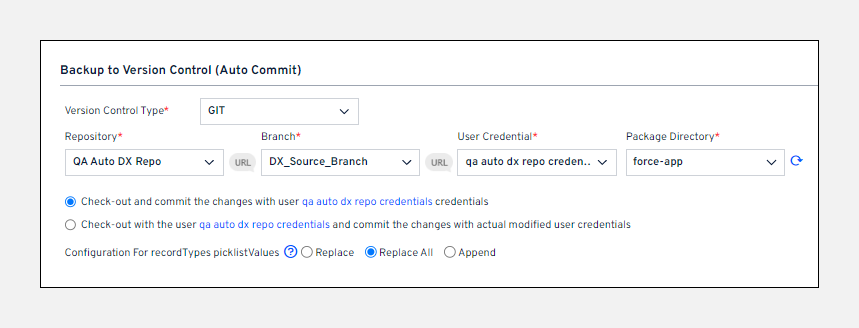 Backup to Version Control (Auto Commit)
Version Control Type* GIT
Repository* Branch* User Credential* Package Directory*
QA Auto DX Repo URL DX_Source_Branch URL qa auto dx repo creden.. force-app
Check-out and commit the changes with user qa auto dx repo credentials credentials
Check-out with the user qa auto dx repo credentials and commit the changes with actual modified user credentials
Configuration For recordTypes picklistValues ? Replace Replace All Append